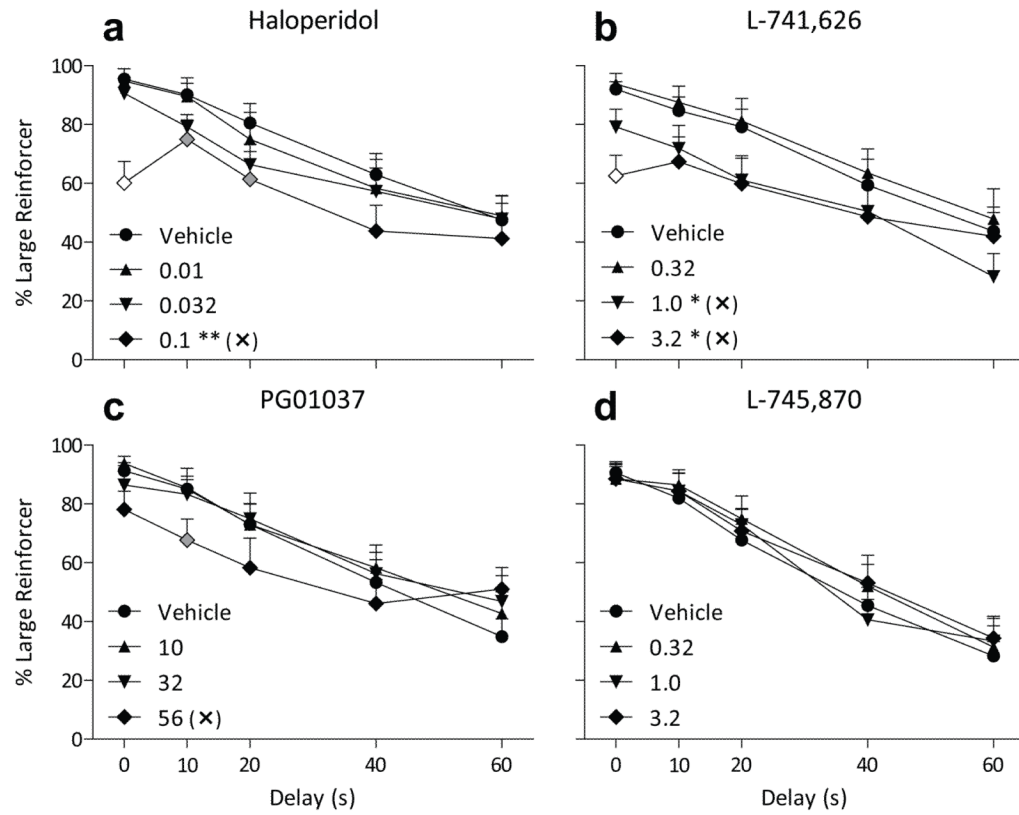 a
Haloperidol
b
L-741,626
% Large Reinforcer
100
80
60
40
20
0
Vehicle
0.01
0.032
0.1 ** (×)
Vehicle
0.32
1.0 * (×)
3.2 * (×)
c
PG01037
d
L-745,870
% Large Reinforcer
100
80
60
40
20
0
Vehicle
10
32
56 (×)
Vehicle
0.32
1.0
3.2
0 10 20 40 60
Delay (s)
0 10 20 40 60
Delay (s)